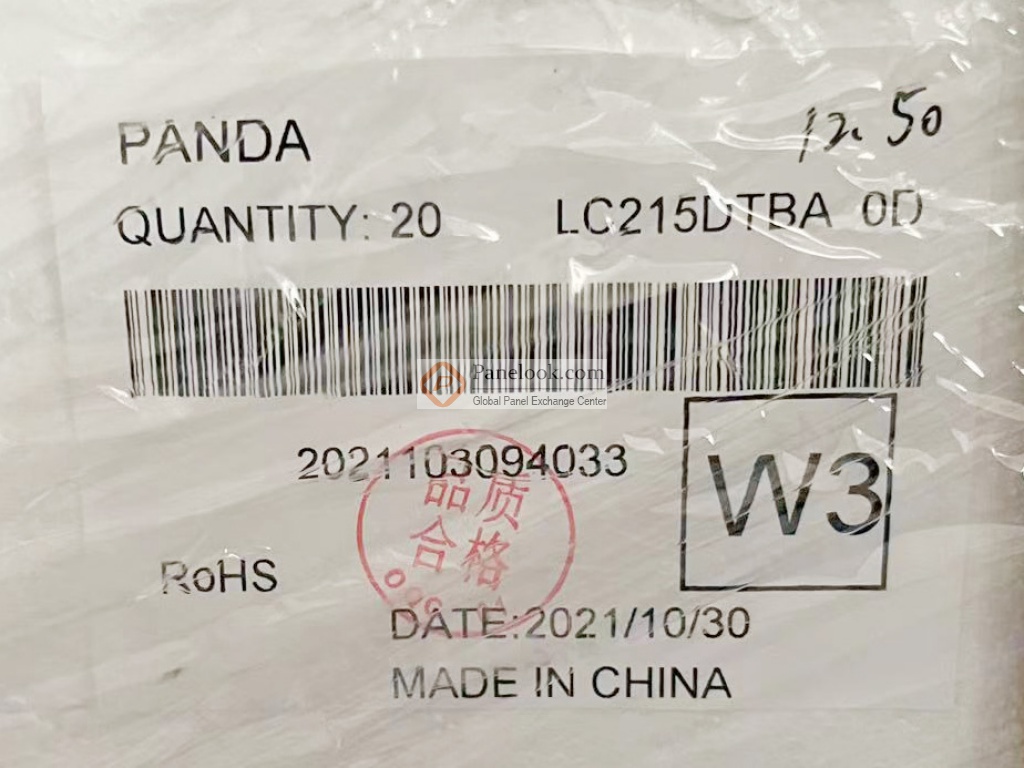 PANDA
12.50
QUANTITY: 20
LC215DTBA 0D
Panelook.com
Global Panel Exchange Center
2021103094033
W3
品质
合格
RoHS
DATE:2021/10/30
MADE IN CHINA